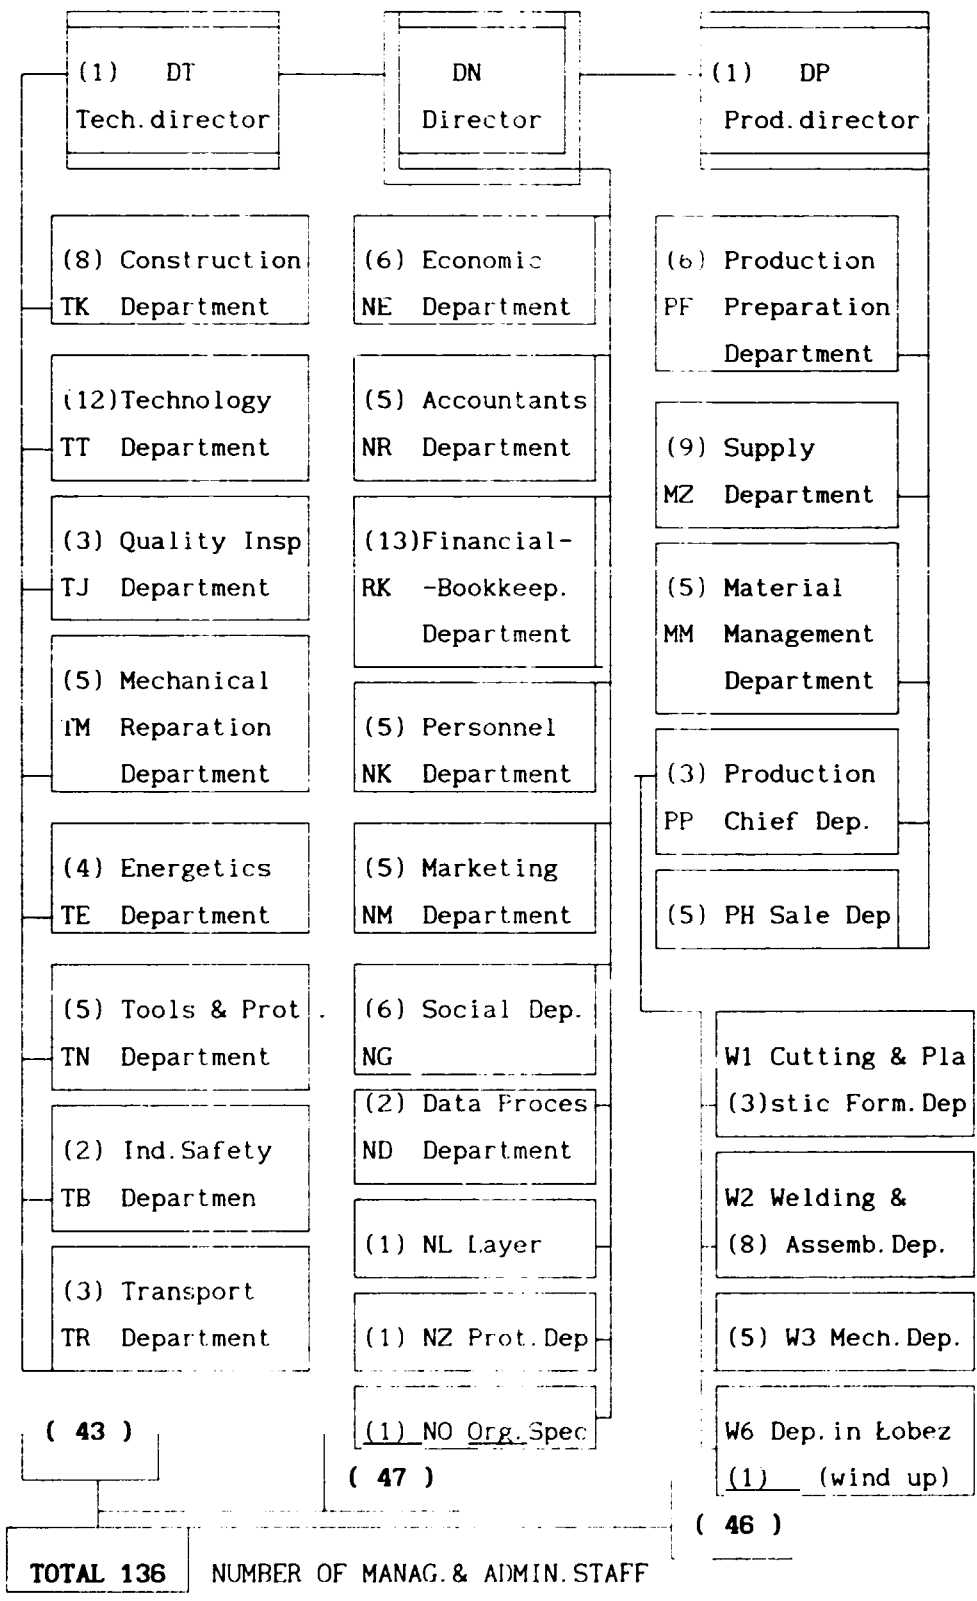 (1) DT
Tech.director
DN
Director
(1) DP
Prod.director
(8) Construction
TK Department
(12)Technology
TT Department
(3) Quality Insp
TJ Department
(5) Mechanical
TM Reparation
Department
(4) Energetics
TE Department
(5) Tools & Prot.
TN Department
(2) Ind.Safety
TB Departmen
(3) Transport
TR Department
( 43 )
(6) Economic
NE Department
(5) Accountants
NR Department
(13)Financial-
RK -Bookkeep.
Department
(5) Personnel
NK Department
(5) Marketing
NM Department
(6) Social Dep.
NG
(2) Data Proces
ND Department
(1) NL Layer
(1) NZ Prot.Dep
(1) NO Org.Spec
( 47 )
(6) Production
PF Preparation
Department
(9) Supply
MZ Department
(5) Material
MM Management
Department
(3) Production
PP Chief Dep.
(5) PH Sale Dep
W1 Cutting & Pla
(3)stic Form.Dep
W2 Welding &
(8) Assemb.Dep.
(5) W3 Mech.Dep.
W6 Dep.in Łobez
(1) (wind up)
( 46 )
TOTAL 136 NUMBER OF MANAG.& ADMIN.STAFF